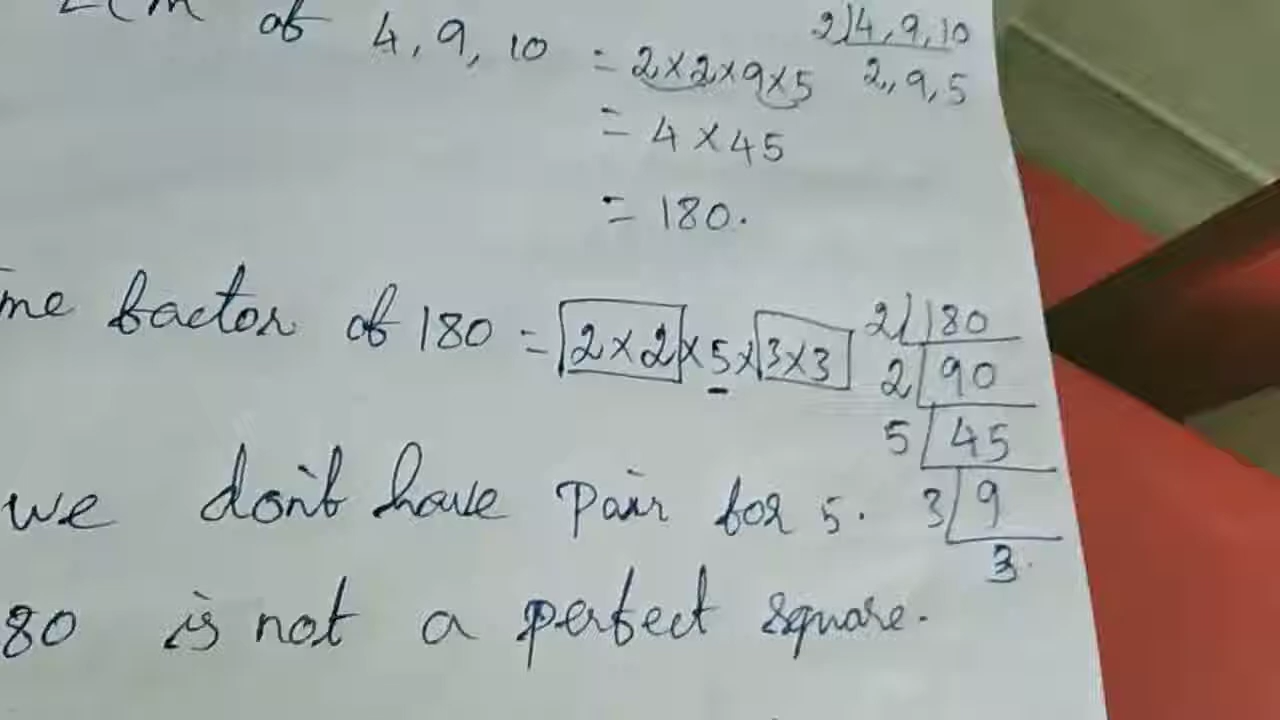 of 4, 9, 10 = 2×2×9×5
= 4 × 45
= 180.
2 | 4, 9, 10
2, 9, 5
me factor of 180 = 2×2 × 5 × 3×3
2 | 180
2 | 90
5 | 45
3 | 9
3.
we don't have pair for 5.
80 is not a perfect square.